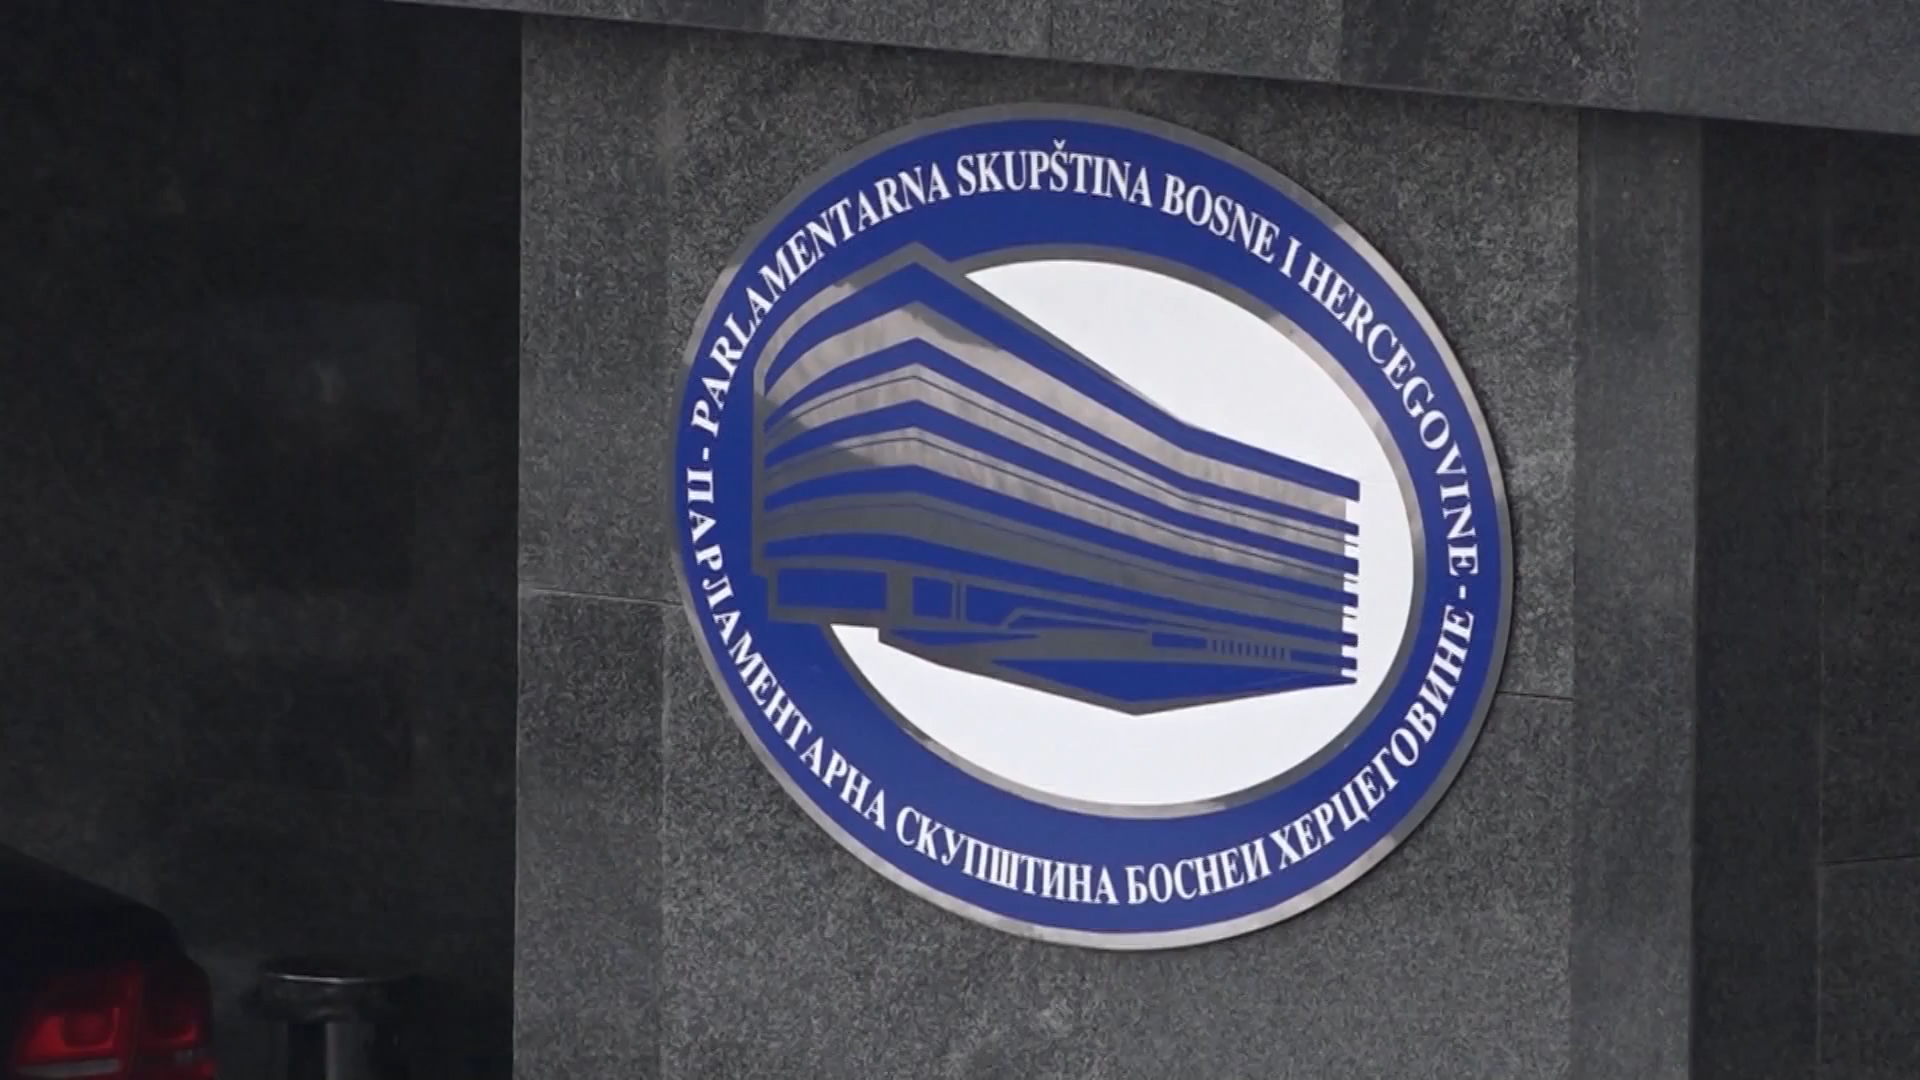 PARLAMENTARNA SKUPŠTINA BOSNE I HERCEGOVINE -
ПАРЛАМЕНТАРНА СКУПШТИНА БОСНЕ И ХЕРЦЕГОВИНЕ -